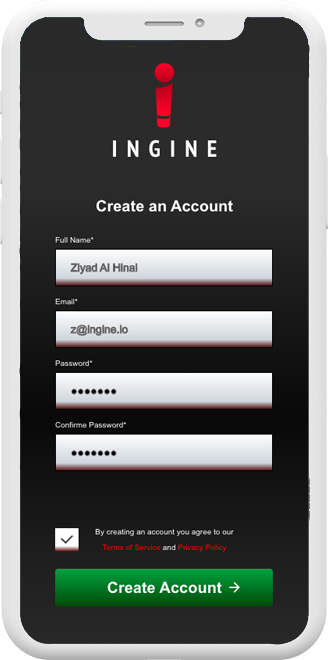 INGINE
Create an Account
Full Name*
Ziyad Al Hinai
Email*
z@ingine.io
Password*
•••••••
Confirme Password*
•••••••
By creating an account you agree to our
Terms of Service and Privacy Policy
Create Account →